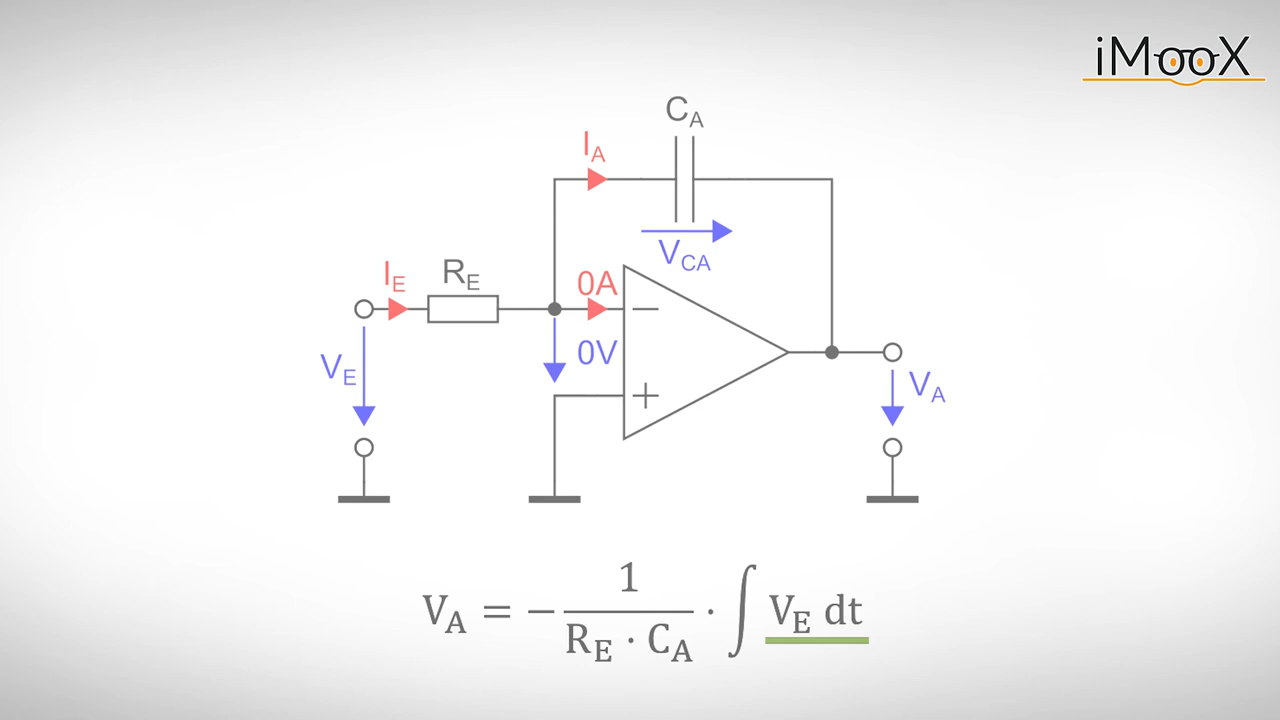 iMooX
C_A
I_A
V_CA
I_E
R_E
0A
−
V_E
0V
V_A
+
V_A = − 1 / (R_E · C_A) · ∫ V_E dt